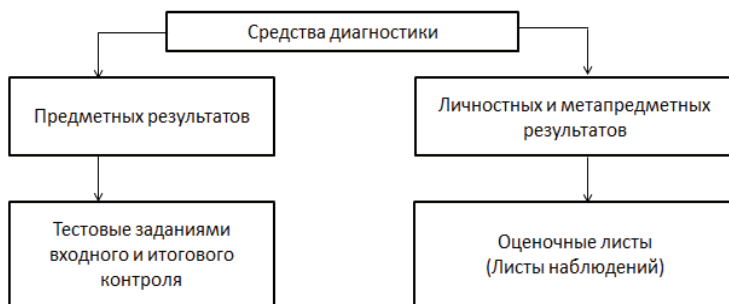 Средства диагностики
Предметных результатов
Личностных и метапредметных
результатов
Тестовые заданиями
входного и итогового
контроля
Оценочные листы
(Листы наблюдений)